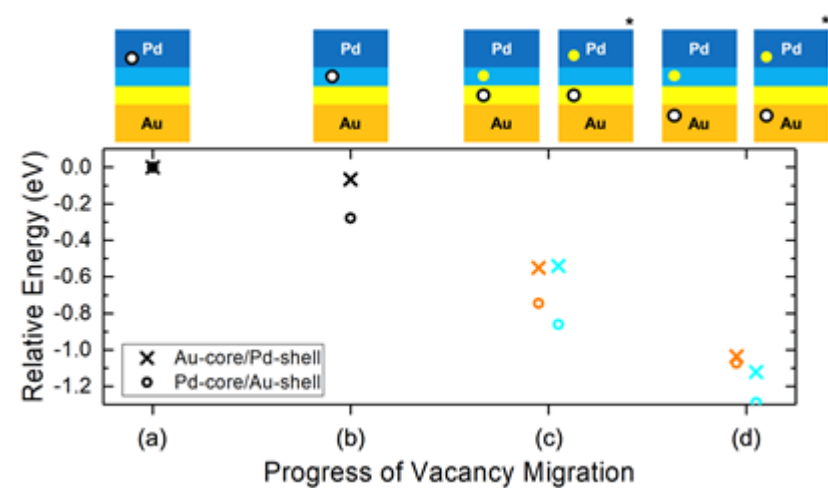 * *
Pd Pd Pd Pd Pd Pd
Au Au Au Au Au Au
0.0
-0.2
-0.4
-0.6
-0.8
-1.0
-1.2
Relative Energy (eV)
× Au-core/Pd-shell
o Pd-core/Au-shell
(a) (b) (c) (d)
Progress of Vacancy Migration